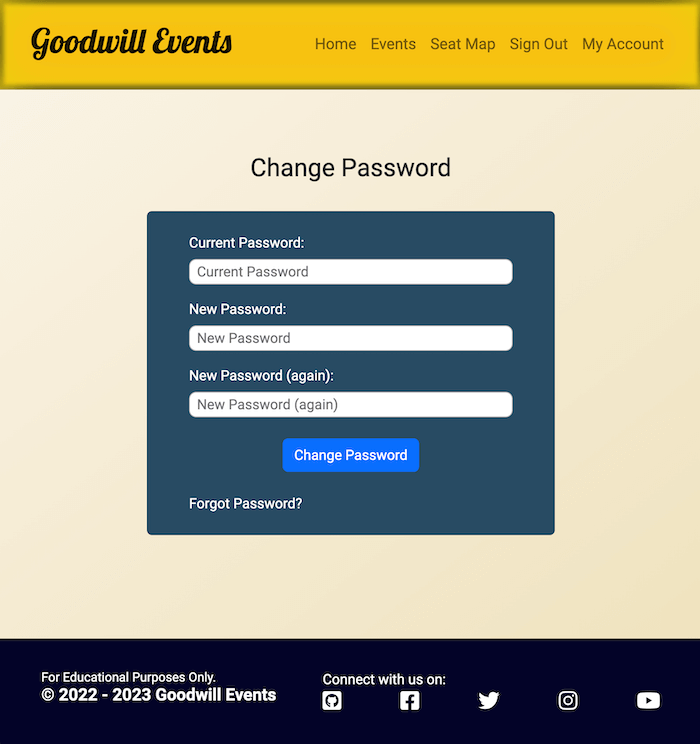 Goodwill Events
Home Events Seat Map Sign Out My Account
Change Password
Current Password:
Current Password
New Password:
New Password
New Password (again):
New Password (again)
Change Password
Forgot Password?
For Educational Purposes Only.
© 2022 - 2023 Goodwill Events
Connect with us on: